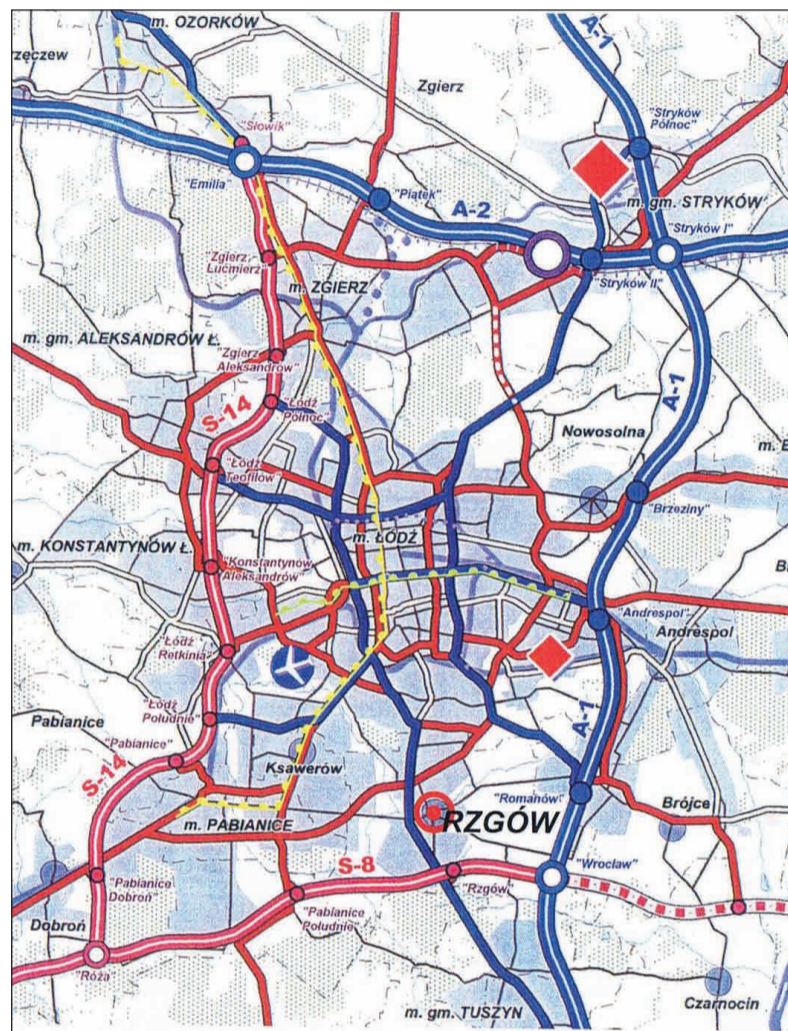 m. OZORKÓW
rzęczew
Zgierz
A-1
"Słowik"
"Stryków
Północ"
"Emilia"
"Piątek"
A-2
m. gm. STRYKÓW
"Stryków I"
"Stryków II"
"Zgierz
Lućmierz"
m. ZGIERZ
m. gm. ALEKSANDRÓW Ł.
"Zgierz
Aleksandrów"
S-14
"Łódź
Północ"
A-1
Nowosolna
"Łódź
Teofilów"
"Brzeziny"
m. KONSTANTYNÓW Ł.
m. ŁÓDŹ
"Konstantynów
Aleksandrów"
"Andrespol"
Andrespol
"Łódź
Retkinia"
"Łódź
Południe"
Pabianice
"Pabianice"
S-14
Ksawerów
A-1
"Romanów"
Brójce
RZGÓW
m. PABIANICE
S-8
"Rzgów"
"Wrocław"
"Pabianice
Dobroń"
Dobroń
"Pabianice
Południe"
"Róża"
m. gm. TUSZYN
Czarnocin